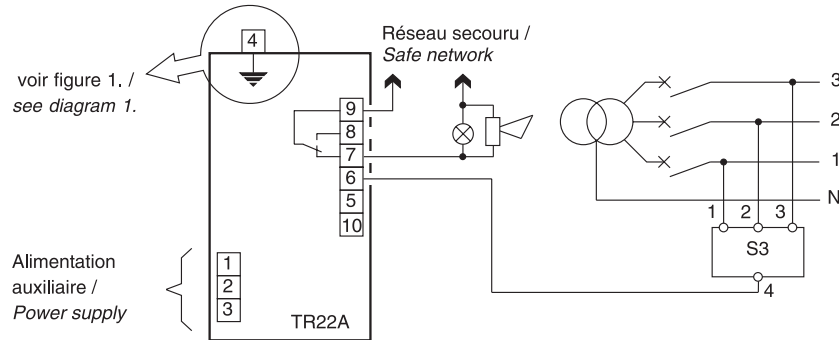 4
Réseau secouru /
Safe network
voir figure 1. /
see diagram 1.
9
8
7
6
5
10
3
2
1
N
1 2 3
S3
4
Alimentation
auxiliaire /
Power supply
1
2
3
TR22A